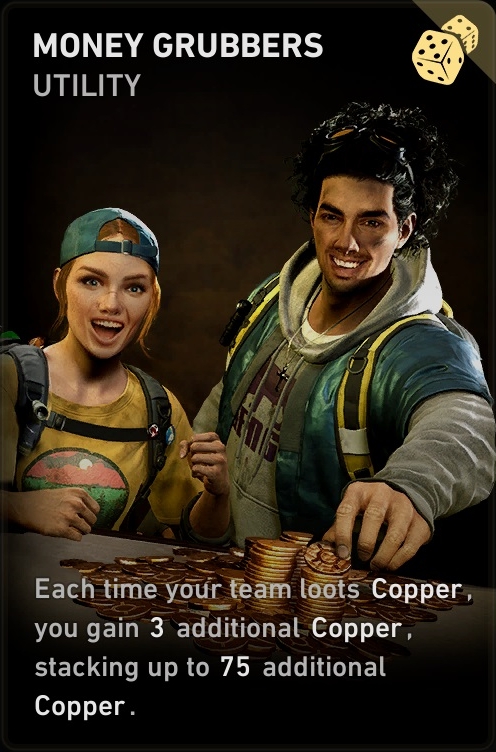 MONEY GRUBBERS
UTILITY
Each time your team loots Copper,
you gain 3 additional Copper,
stacking up to 75 additional
Copper.